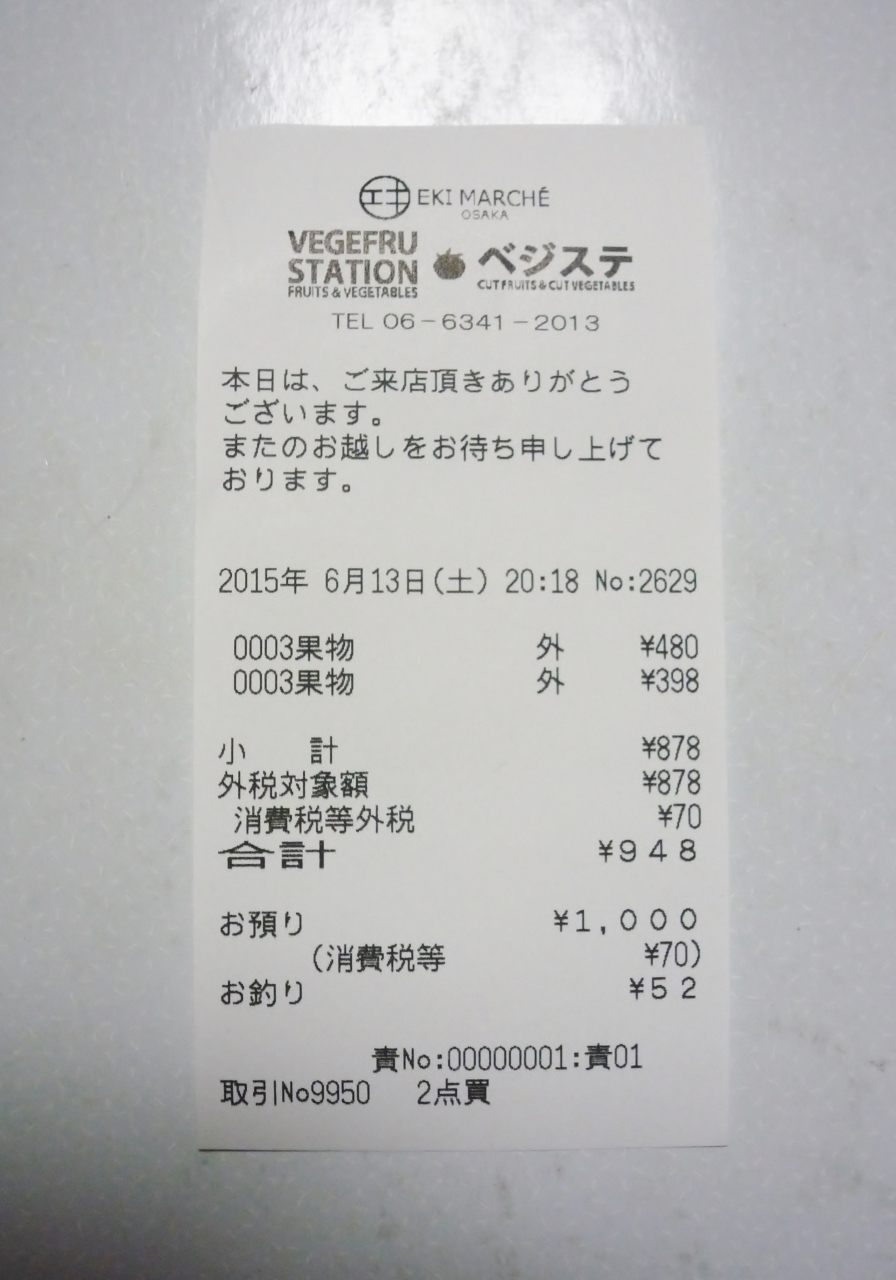 エキ EKI MARCHÉ
OSAKA
VEGEFRU
STATION
FRUITS & VEGETABLES
ベジステ
CUT FRUITS & CUT VEGETABLES
TEL 06-6341-2013
本日は、ご来店頂きありがとう
ございます。
またのお越しをお待ち申し上げて
おります。
2015年 6月13日(土) 20:18 No:2629
0003果物 外 ¥480
0003果物 外 ¥398
小 計 ¥878
外税対象額 ¥878
消費税等外税 ¥70
合計 ¥948
お預り ¥1,000
(消費税等 ¥70)
お釣り ¥52
責No:00000001:責01
取引No9950 2点買